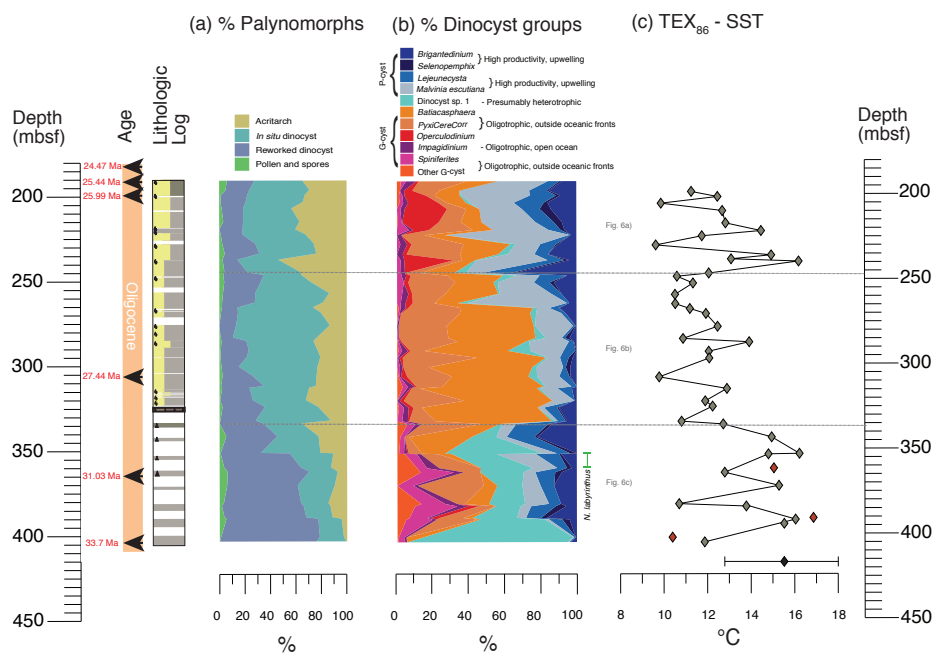 (a) % Palynomorphs
(b) % Dinocyst groups
(c) TEX86 - SST
Depth
(mbsf)
Age
Lithologic
Log
Acritarch
In situ dinocyst
Reworked dinocyst
Pollen and spores
P-cyst
G-cyst
Brigantedinium
Selenopemphix
} High productivity, upwelling
Lejeunecysta
Malvinia escutiana
} High productivity, upwelling
Dinocyst sp. 1 - Presumably heterotrophic
Batiacasphaera
PyxiCereCorr
Operculodinium
} Oligotrophic, outside oceanic fronts
Impagidinium - Oligotrophic, open ocean
Spiniferites
Other G-cyst
} Oligotrophic, outside oceanic fronts
Depth
(mbsf)
200
250
300
350
400
450
24.47 Ma
25.44 Ma
25.99 Ma
27.44 Ma
31.03 Ma
33.7 Ma
Oligocene
N. labyrinthus
Fig. 6a)
Fig. 6b)
Fig. 6c)
200
250
300
350
400
450
0 20 40 60 80 100
%
0 20 40 60 80 100
%
8 10 12 14 16 18
°C